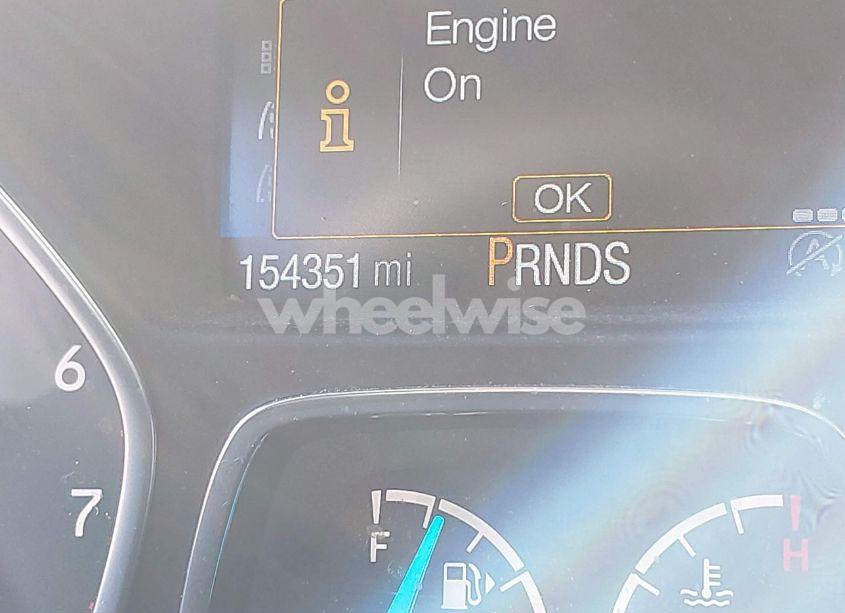 Engine
On
i
OK
154351 mi PRNDS
A
wheelwise
6
7
F
H